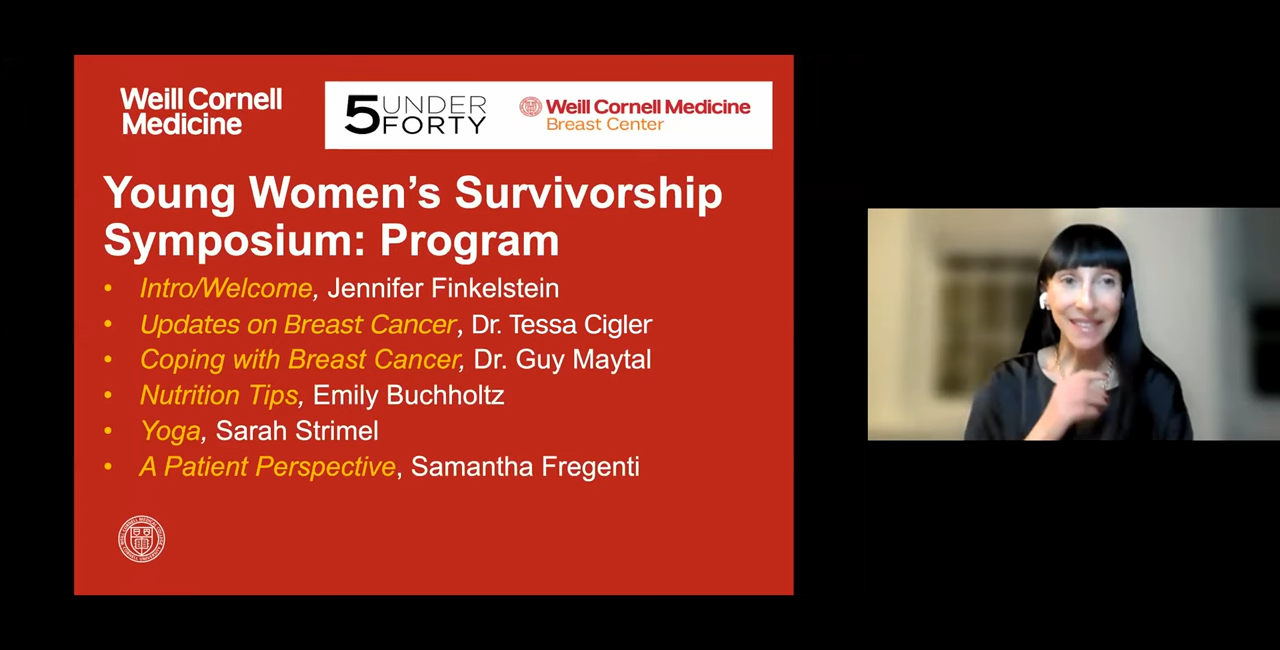 Weill Cornell
Medicine
5 UNDER
FORTY
Weill Cornell Medicine
Breast Center
Young Women’s Survivorship
Symposium: Program
• Intro/Welcome, Jennifer Finkelstein
• Updates on Breast Cancer, Dr. Tessa Cigler
• Coping with Breast Cancer, Dr. Guy Maytal
• Nutrition Tips, Emily Buchholtz
• Yoga, Sarah Strimel
• A Patient Perspective, Samantha Fregenti